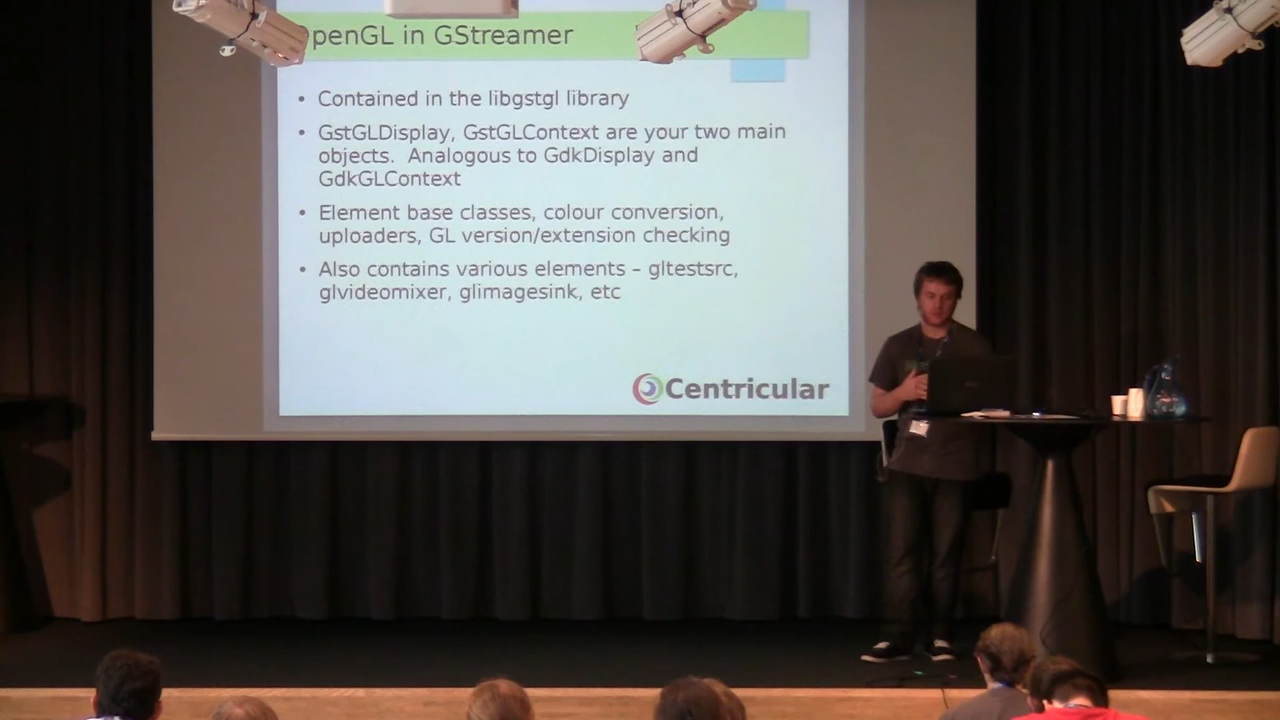 OpenGL in GStreamer
• Contained in the libgstgl library
• GstGLDisplay, GstGLContext are your two main
objects. Analogous to GdkDisplay and
GdkGLContext
• Element base classes, colour conversion,
uploaders, GL version/extension checking
• Also contains various elements – gltestsrc,
glvideomixer, glimagesink, etc
Centricular